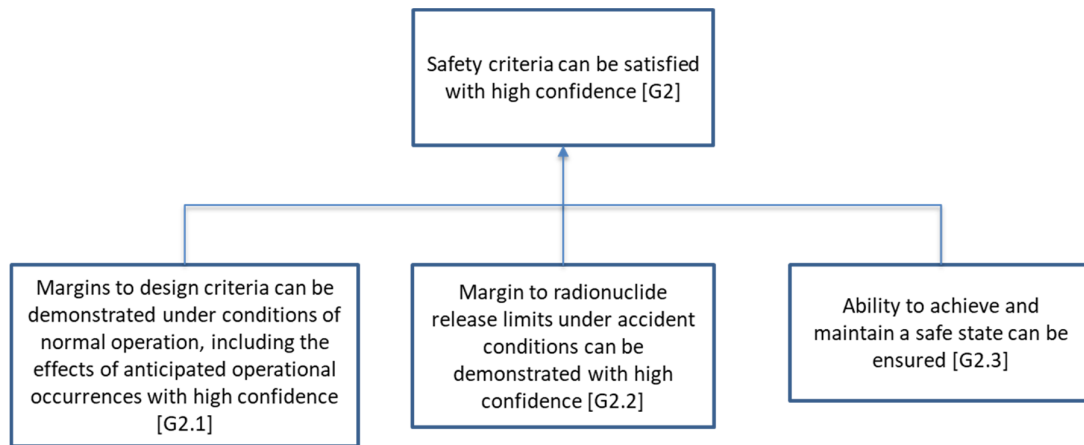 Safety criteria can be satisfied
with high confidence [G2]
Margins to design criteria can be
demonstrated under conditions of
normal operation, including the
effects of anticipated operational
occurrences with high confidence
[G2.1]
Margin to radionuclide
release limits under accident
conditions can be
demonstrated with high
confidence [G2.2]
Ability to achieve and
maintain a safe state can be
ensured [G2.3]